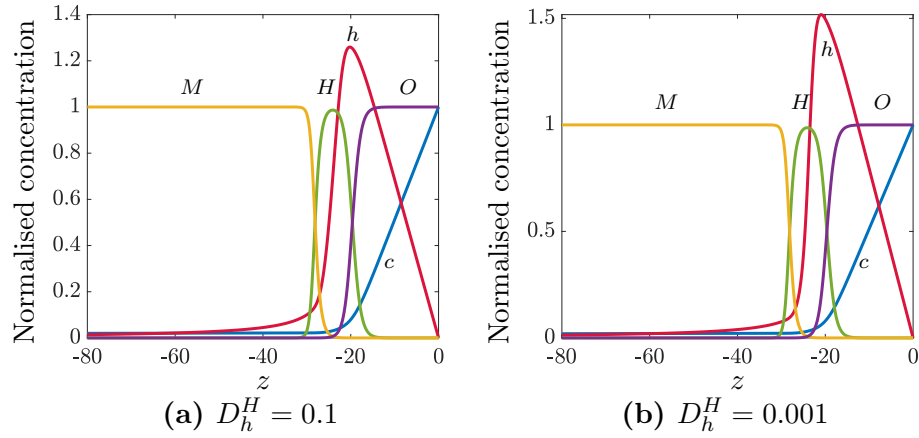 Normalised concentration
1.4
1.2
1
0.8
0.6
0.4
0.2
0
-80
-60
-40
-20
0
z
M
H
h
O
c
(a) D_h^H = 0.1
Normalised concentration
1.5
1
0.5
0
-80
-60
-40
-20
0
z
M
H
h
O
c
(b) D_h^H = 0.001